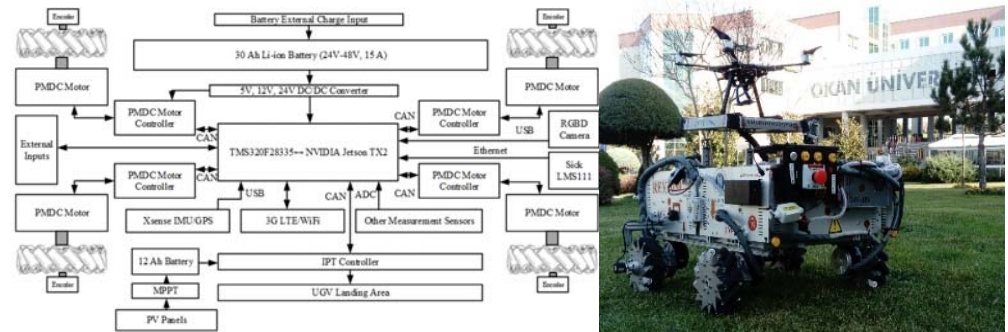 Encoder
Battery External Charge Input
Encoder
30 Ah Li-ion Battery (24V-48V, 15 A)
PMDC Motor
5V, 12V, 24V DC/DC Converter
PMDC Motor
PMDC Motor
Controller
CAN
CAN
PMDC Motor
Controller
USB
RGBD
Camera
External
Inputs
TMS320F28335↔ NVIDIA Jetson TX2
Ethernet
Sick
LMS111
PMDC Motor
Controller
CAN
CAN
PMDC Motor
Controller
USB
CAN
ADC
PMDC Motor
Xsense IMU/GPS
3G LTE/WiFi
Other Measurement Sensors
PMDC Motor
12 Ah Battery
IPT Controller
Encoder
MPPT
UGV Landing Area
Encoder
PV Panels
OKAN ÜNİVER